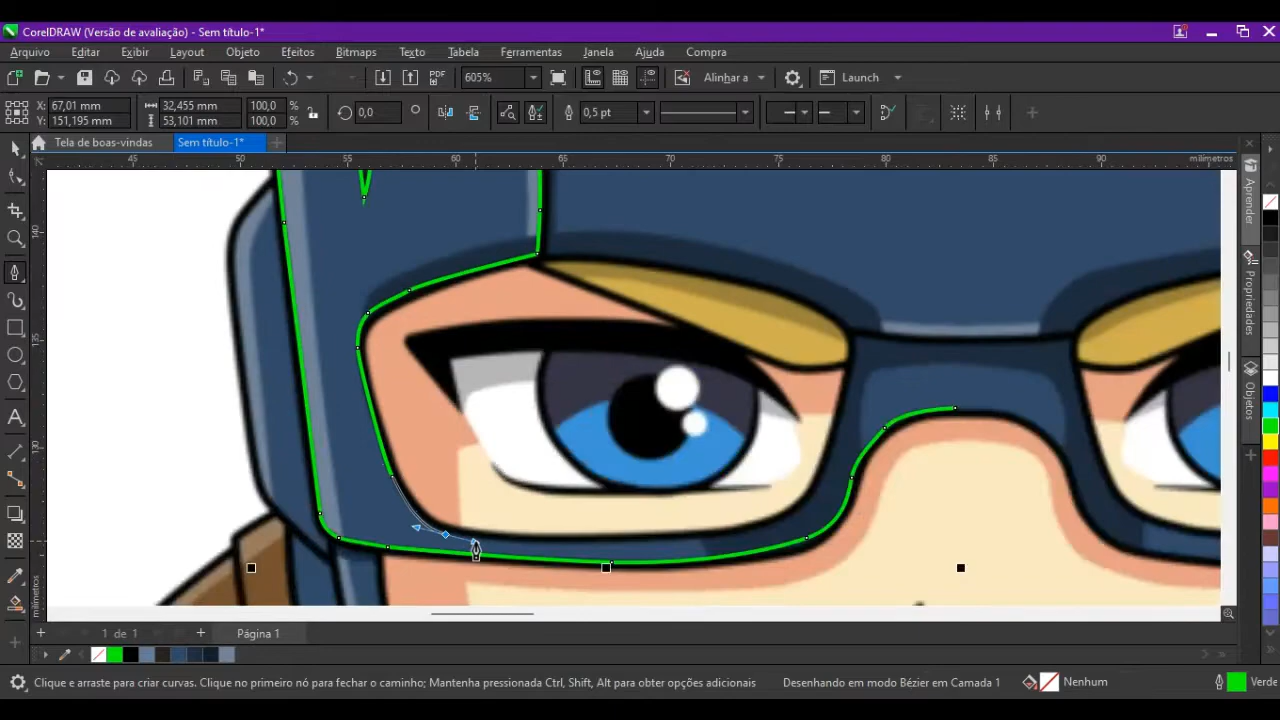 CorelDRAW (Versão de avaliação) - Sem título-1*
Arquivo Editar Exibir Layout Objeto Efeitos Bitmaps Texto Tabela Ferramentas Janela Ajuda Compra
PDF 605% Alinhar a Launch
X: 67,01 mm 32,455 mm 100,0 % 0,0 0,5 pt
Y: 151,195 mm 53,101 mm 100,0 %
Tela de boas-vindas Sem título-1*
45 50 55 60 65 70 75 80 85 90 milímetros
Aprender
Propriedades
Objetos
140
135
130
milímetros
1 de 1 Página 1
Clique e arraste para criar curvas. Clique no primeiro nó para fechar o caminho; Mantenha pressionada Ctrl, Shift, Alt para obter opções adicionais Desenhando em modo Bézier em Camada 1 Nenhum Verde